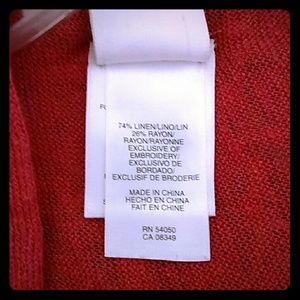 74% LINEN/LINO/LIN
26% RAYON/
RAYON/RAYONNE
EXCLUSIVE OF
EMBROIDERY/
EXCLUSIVO DE
BORDADO/
EXCLUSIF DE BRODERIE
MADE IN CHINA
HECHO EN CHINA
FAIT EN CHINE
RN 54050
CA 08349